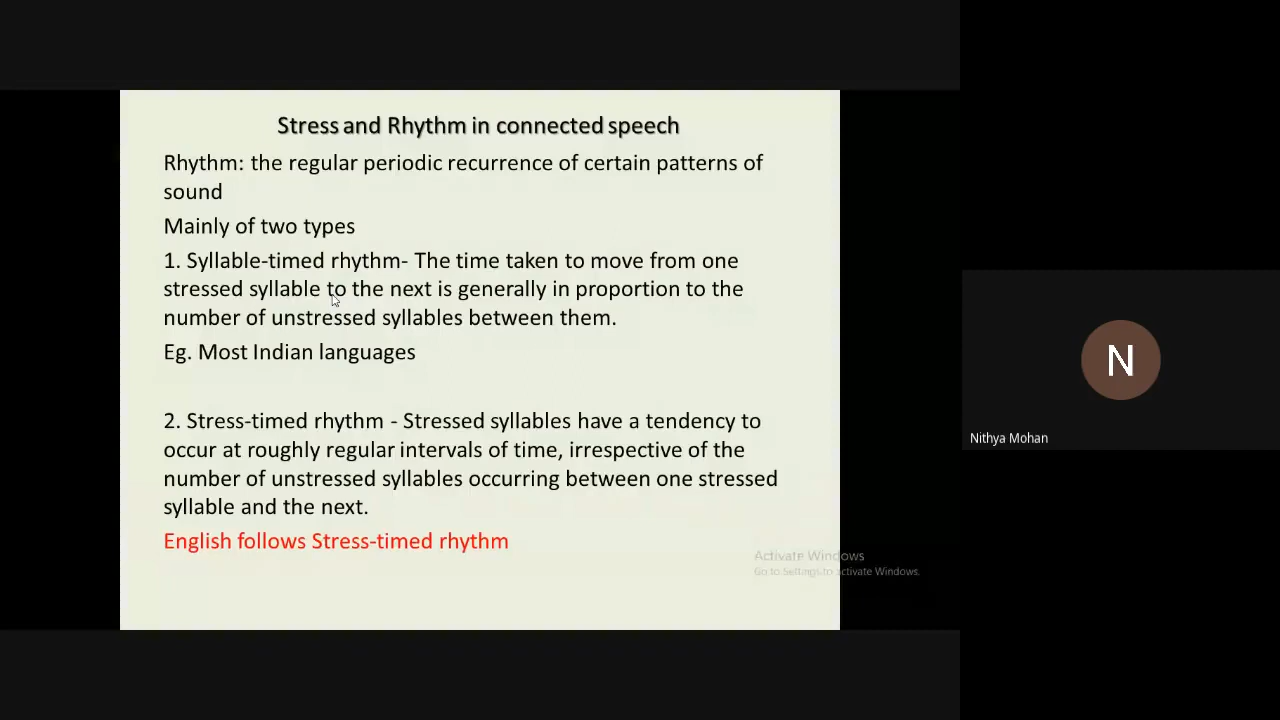 Stress and Rhythm in connected speech
Rhythm: the regular periodic recurrence of certain patterns of
sound
Mainly of two types
1. Syllable-timed rhythm- The time taken to move from one
stressed syllable to the next is generally in proportion to the
number of unstressed syllables between them.
Eg. Most Indian languages
2. Stress-timed rhythm - Stressed syllables have a tendency to
occur at roughly regular intervals of time, irrespective of the
number of unstressed syllables occurring between one stressed
syllable and the next.
English follows Stress-timed rhythm
Activate Windows
Go to Settings to activate Windows.
N
Nithya Mohan